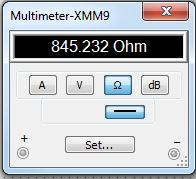 Multimeter-XMM9
845.232 Ohm
A V Ω dB
+ Set... −